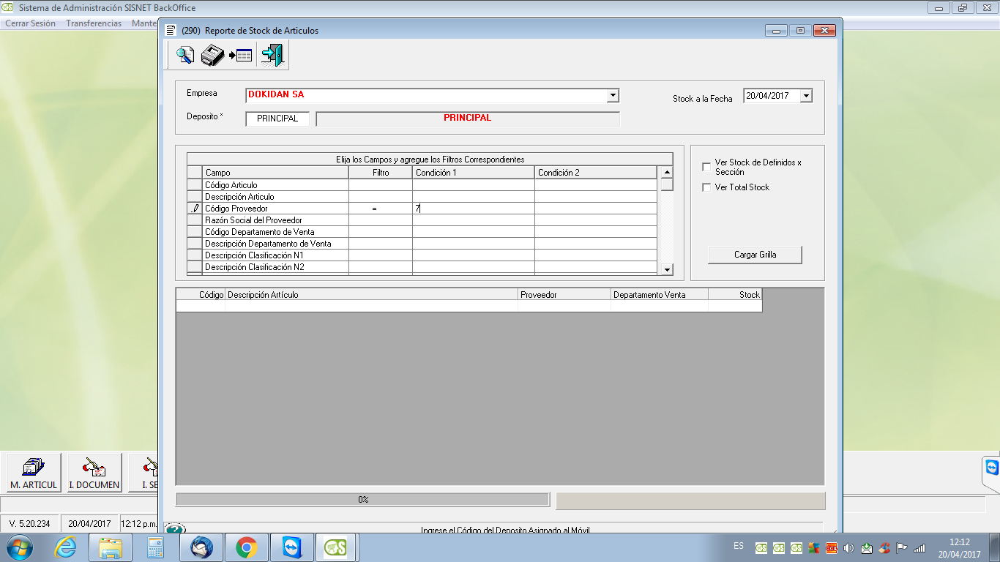 Sistema de Administración SISNET BackOffice
Cerrar Sesión Transferencias Mante
(290) Reporte de Stock de Articulos
Empresa DOKIDAN SA Stock a la Fecha 20/04/2017
Deposito * PRINCIPAL PRINCIPAL
Elija los Campos y agregue los Filtros Correspondientes
Campo Filtro Condición 1 Condición 2
Código Articulo
Descripción Articulo
Código Proveedor = 7
Razón Social del Proveedor
Código Departamento de Venta
Descripción Departamento de Venta
Descripción Clasificación N1
Descripción Clasificación N2
Ver Stock de Definidos x
Sección
Ver Total Stock
Cargar Grilla
Código Descripción Artículo Proveedor Departamento Venta Stock
0%
M. ARTICUL I. DOCUMEN I. SE
V. 5.20.234 20/04/2017 12:12 p.m.
Ingrese el Código del Deposito Asignado al Móvil
ES 12:12
20/04/2017